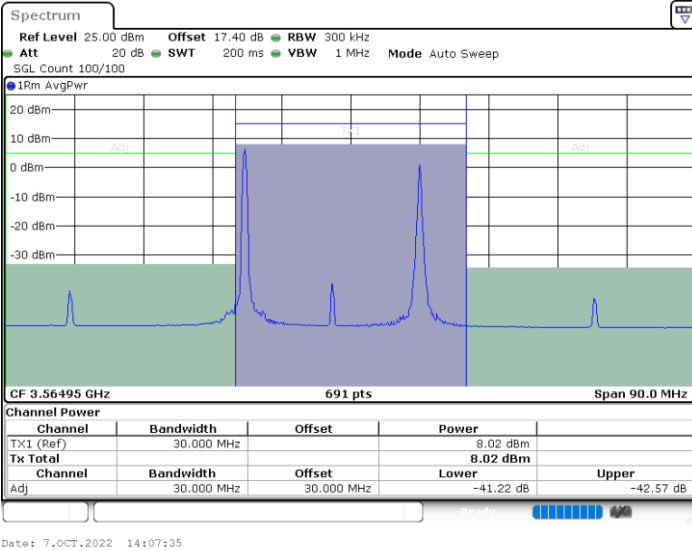 Spectrum
Ref Level 25.00 dBm Offset 17.40 dB RBW 300 kHz
Att 20 dB SWT 200 ms VBW 1 MHz Mode Auto Sweep
SGL Count 100/100
1Rm AvgPwr
20 dBm
TX1
10 dBm
Adj Adj
0 dBm
-10 dBm
-20 dBm
-30 dBm
CF 3.56495 GHz 691 pts Span 90.0 MHz
Channel Power
Channel Bandwidth Offset Power
TX1 (Ref) 30.000 MHz 8.02 dBm
Tx Total 8.02 dBm
Channel Bandwidth Offset Lower Upper
Adj 30.000 MHz 30.000 MHz -41.22 dB -42.57 dB
Ready
Date: 7.OCT.2022 14:07:35